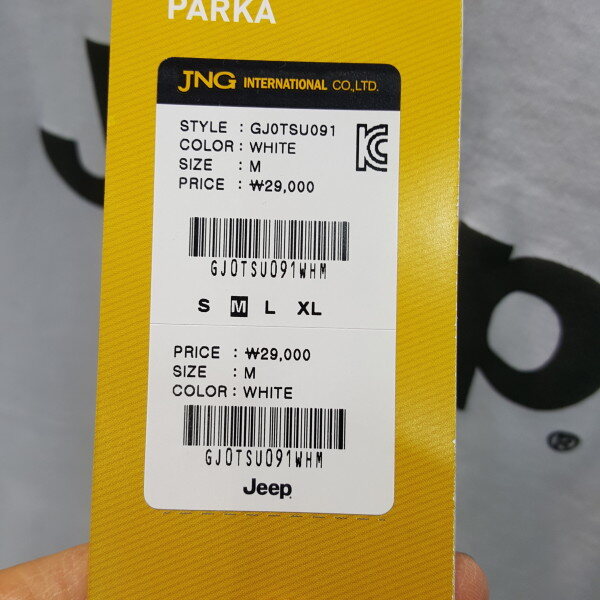 PARKA
JNG INTERNATIONAL CO.,LTD.
STYLE : GJ0TSU091
COLOR : WHITE
SIZE : M
PRICE : ₩29,000
GJ0TSU091WHM
S M L XL
PRICE : ₩29,000
SIZE : M
COLOR : WHITE
GJ0TSU091WHM
Jeep
®